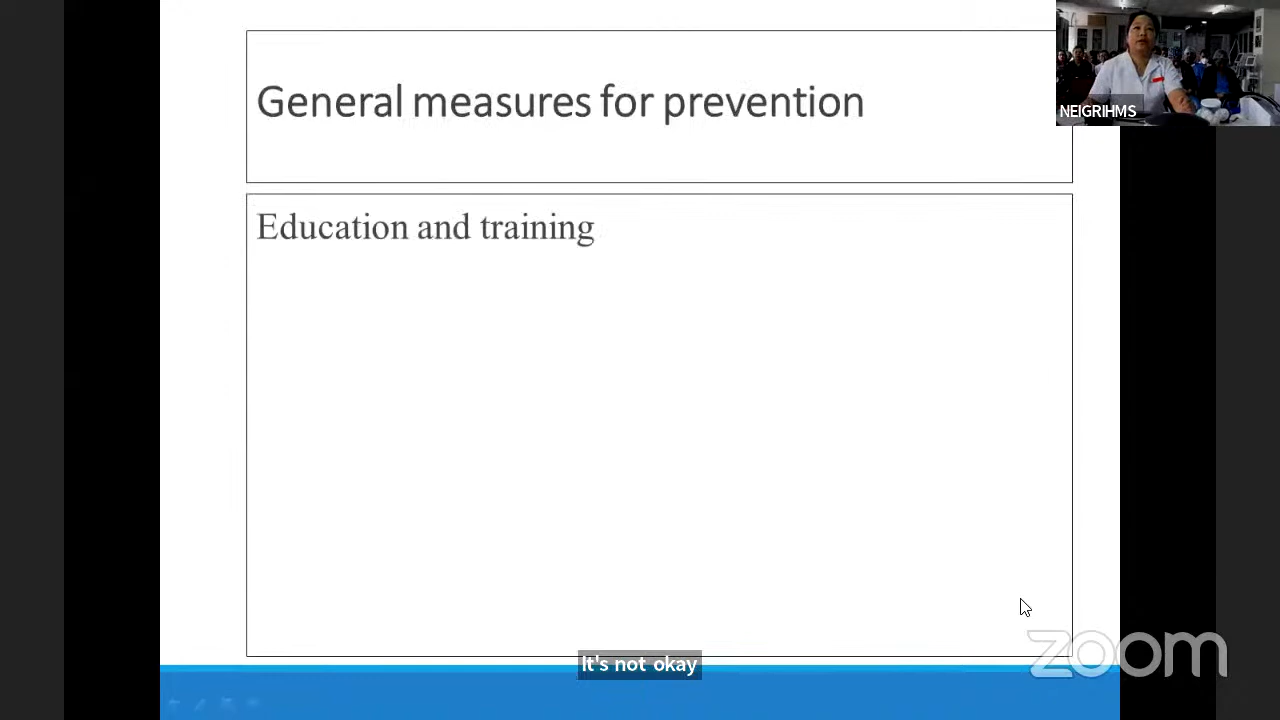 General measures for prevention
NEIGRIHMS
Education and training
zoom
It's not okay